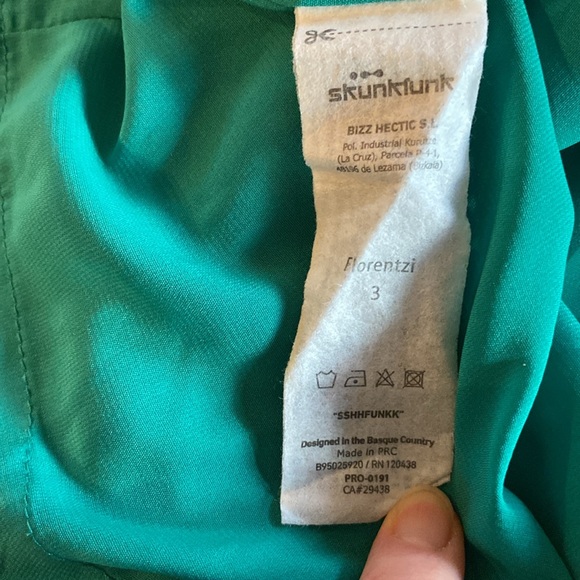 skunkfunk
BIZZ HECTIC S.L
Pol. Industrial
(La Cruz), Parcela
de Lezama
Florentzi
3
"SSHHFUNKK"
Designed in the Basque Country
Made in PRC
B95025920 / RN 120438
PRO-0191
CA#29438